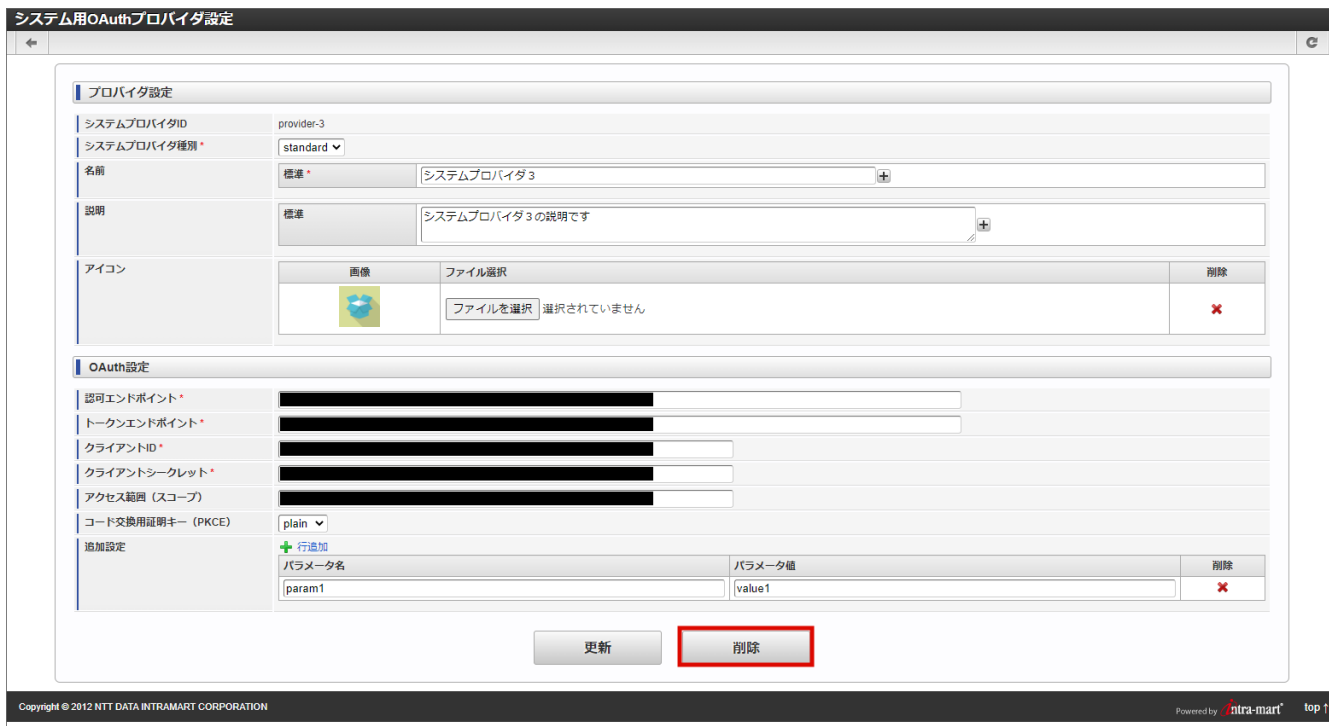 システム用OAuthプロバイダ設定
プロバイダ設定
システムプロバイダID provider-3
システムプロバイダ種別 * standard
名前 標準 * システムプロバイダ３
説明 標準 システムプロバイダ３の説明です
アイコン 画像 ファイル選択 削除
ファイルを選択 選択されていません
OAuth設定
認可エンドポイント *
トークンエンドポイント *
クライアントID *
クライアントシークレット *
アクセス範囲（スコープ）
コード交換用証明キー（PKCE） plain
追加設定 行追加
パラメータ名 パラメータ値 削除
param1 value1
更新 削除
Copyright © 2012 NTT DATA INTRAMART CORPORATION Powered by intra-mart top ↑